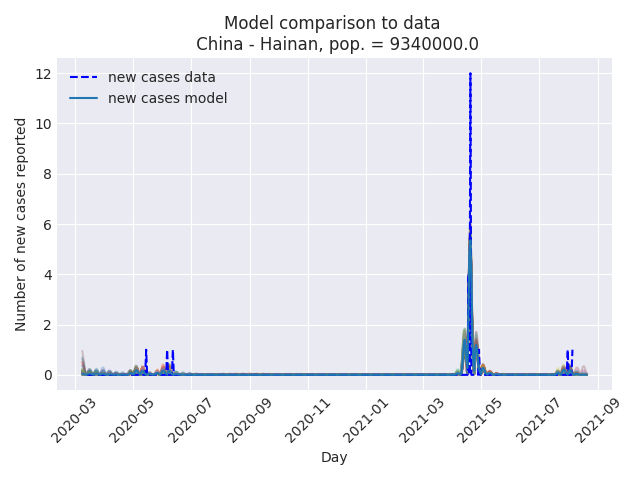 Model comparison to data
China - Hainan, pop. = 9340000.0
new cases data
new cases model
Number of new cases reported
12
10
8
6
4
2
0
2020-03
2020-05
2020-07
2020-09
2020-11
2021-01
2021-03
2021-05
2021-07
2021-09
Day